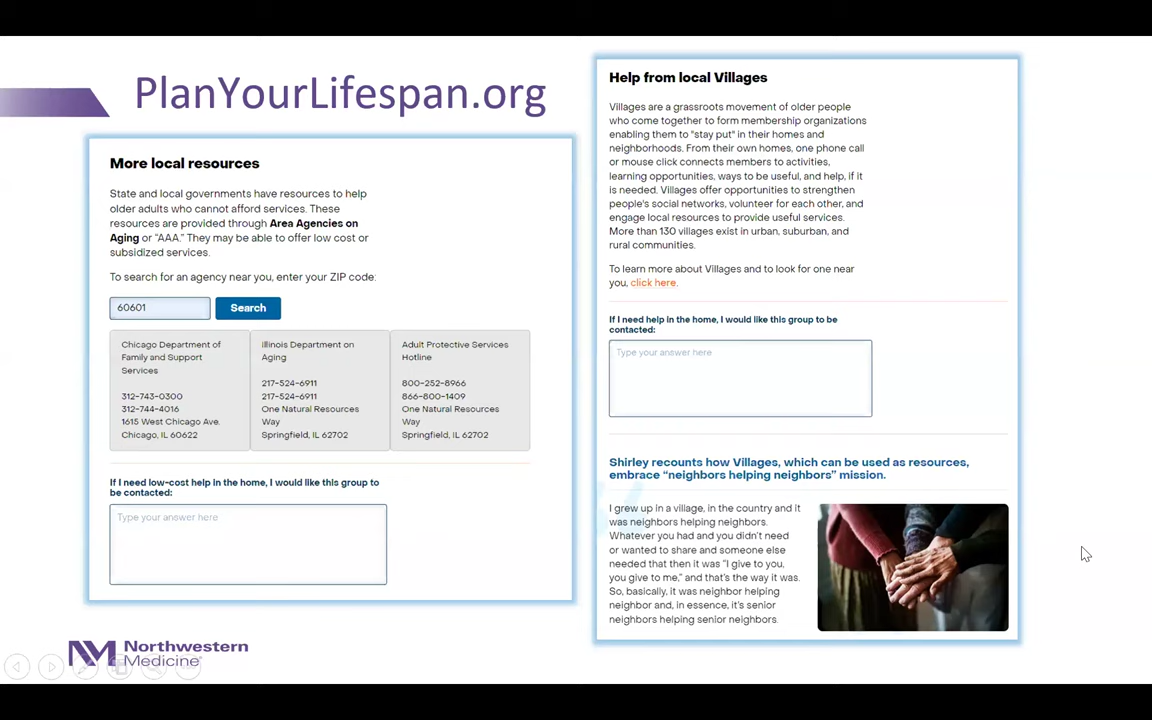 PlanYourLifespan.org
More local resources
State and local governments have resources to help
older adults who cannot afford services. These
resources are provided through Area Agencies on
Aging or “AAA.” They may be able to offer low cost or
subsidized services.
To search for an agency near you, enter your ZIP code:
60601
Search
Chicago Department of
Family and Support
Services
312-743-0300
312-744-4016
1615 West Chicago Ave.
Chicago, IL 60622
Illinois Department on
Aging
217-524-6911
217-524-6911
One Natural Resources
Way
Springfield, IL 62702
Adult Protective Services
Hotline
800-252-8966
866-800-1409
One Natural Resources
Way
Springfield, IL 62702
If I need low-cost help in the home, I would like this group to
be contacted:
Type your answer here
Help from local Villages
Villages are a grassroots movement of older people
who come together to form membership organizations
enabling them to "stay put" in their homes and
neighborhoods. From their own homes, one phone call
or mouse click connects members to activities,
learning opportunities, ways to be useful, and help, if it
is needed. Villages offer opportunities to strengthen
people's social networks, volunteer for each other, and
engage local resources to provide useful services.
More than 130 villages exist in urban, suburban, and
rural communities.
To learn more about Villages and to look for one near
you, click here.
If I need help in the home, I would like this group to be
contacted:
Type your answer here
Shirley recounts how Villages, which can be used as resources,
embrace “neighbors helping neighbors” mission.
I grew up in a village, in the country and it
was neighbors helping neighbors.
Whatever you had and you didn’t need
or wanted to share and someone else
needed that then it was “I give to you,
you give to me,” and that’s the way it was.
So, basically, it was neighbor helping
neighbor and, in essence, it’s senior
neighbors helping senior neighbors.
NM Northwestern
Medicine®